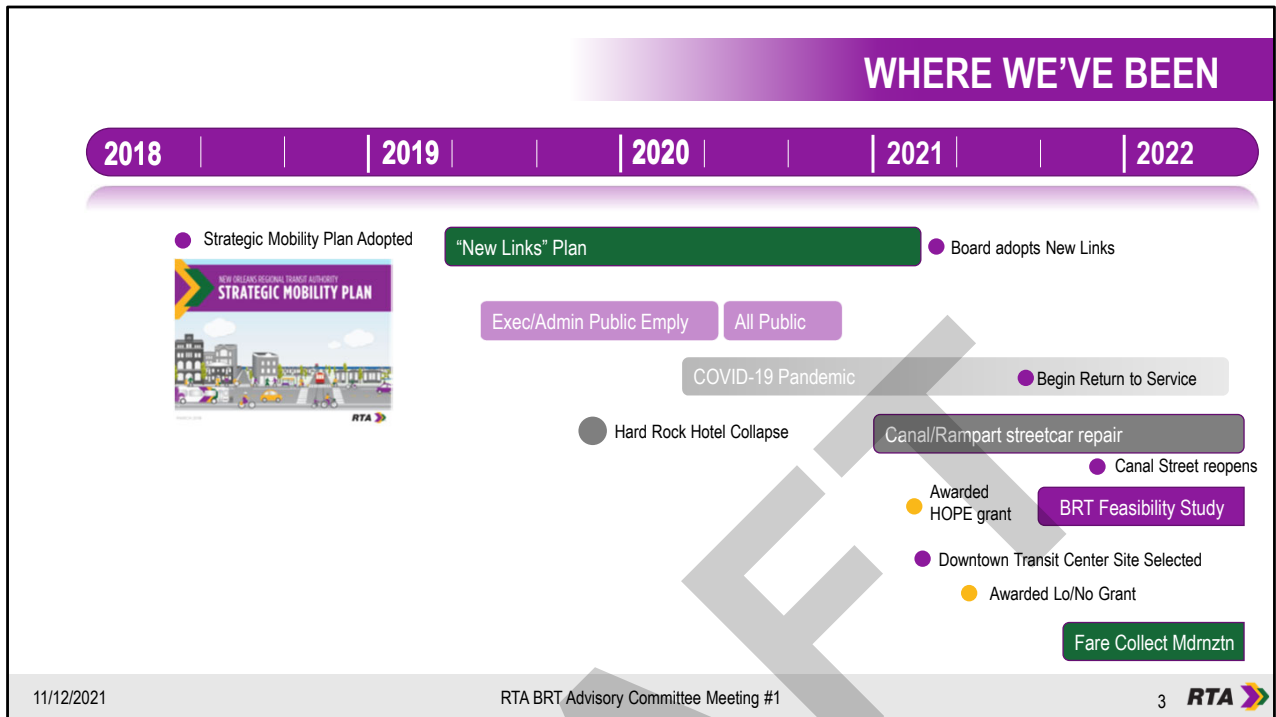 WHERE WE'VE BEEN
2018 2019 2020 2021 2022
Strategic Mobility Plan Adopted
NEW ORLEANS REGIONAL TRANSIT AUTHORITY
STRATEGIC MOBILITY PLAN
RTA
"New Links" Plan
Board adopts New Links
Exec/Admin Public Emply
All Public
COVID-19 Pandemic
Begin Return to Service
Hard Rock Hotel Collapse
Canal/Rampart streetcar repair
Canal Street reopens
Awarded
HOPE grant
BRT Feasibility Study
Downtown Transit Center Site Selected
Awarded Lo/No Grant
Fare Collect Mdrnztn
11/12/2021
RTA BRT Advisory Committee Meeting #1
3
RTA